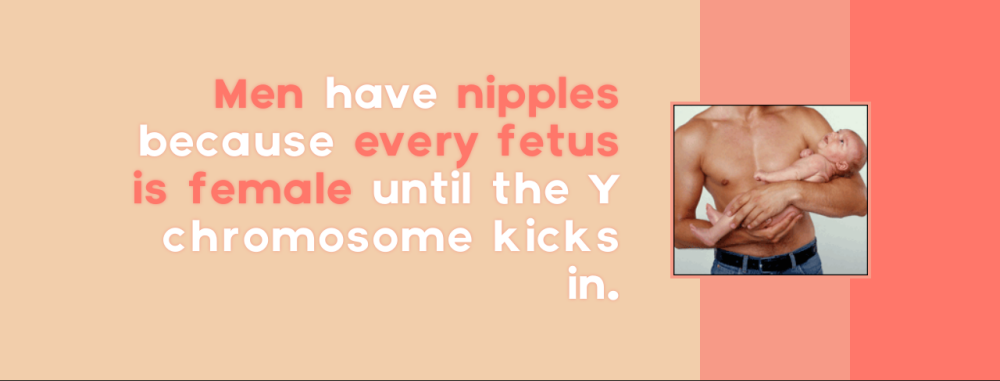 Men have nipples
because every fetus
is female until the Y
chromosome kicks
in.